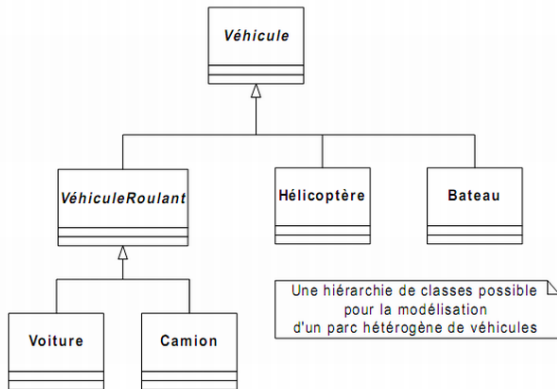 Véhicule
VéhiculeRoulant
Hélicoptère
Bateau
Une hiérarchie de classes possible
pour la modélisation
d'un parc hétérogène de véhicules
Voiture
Camion